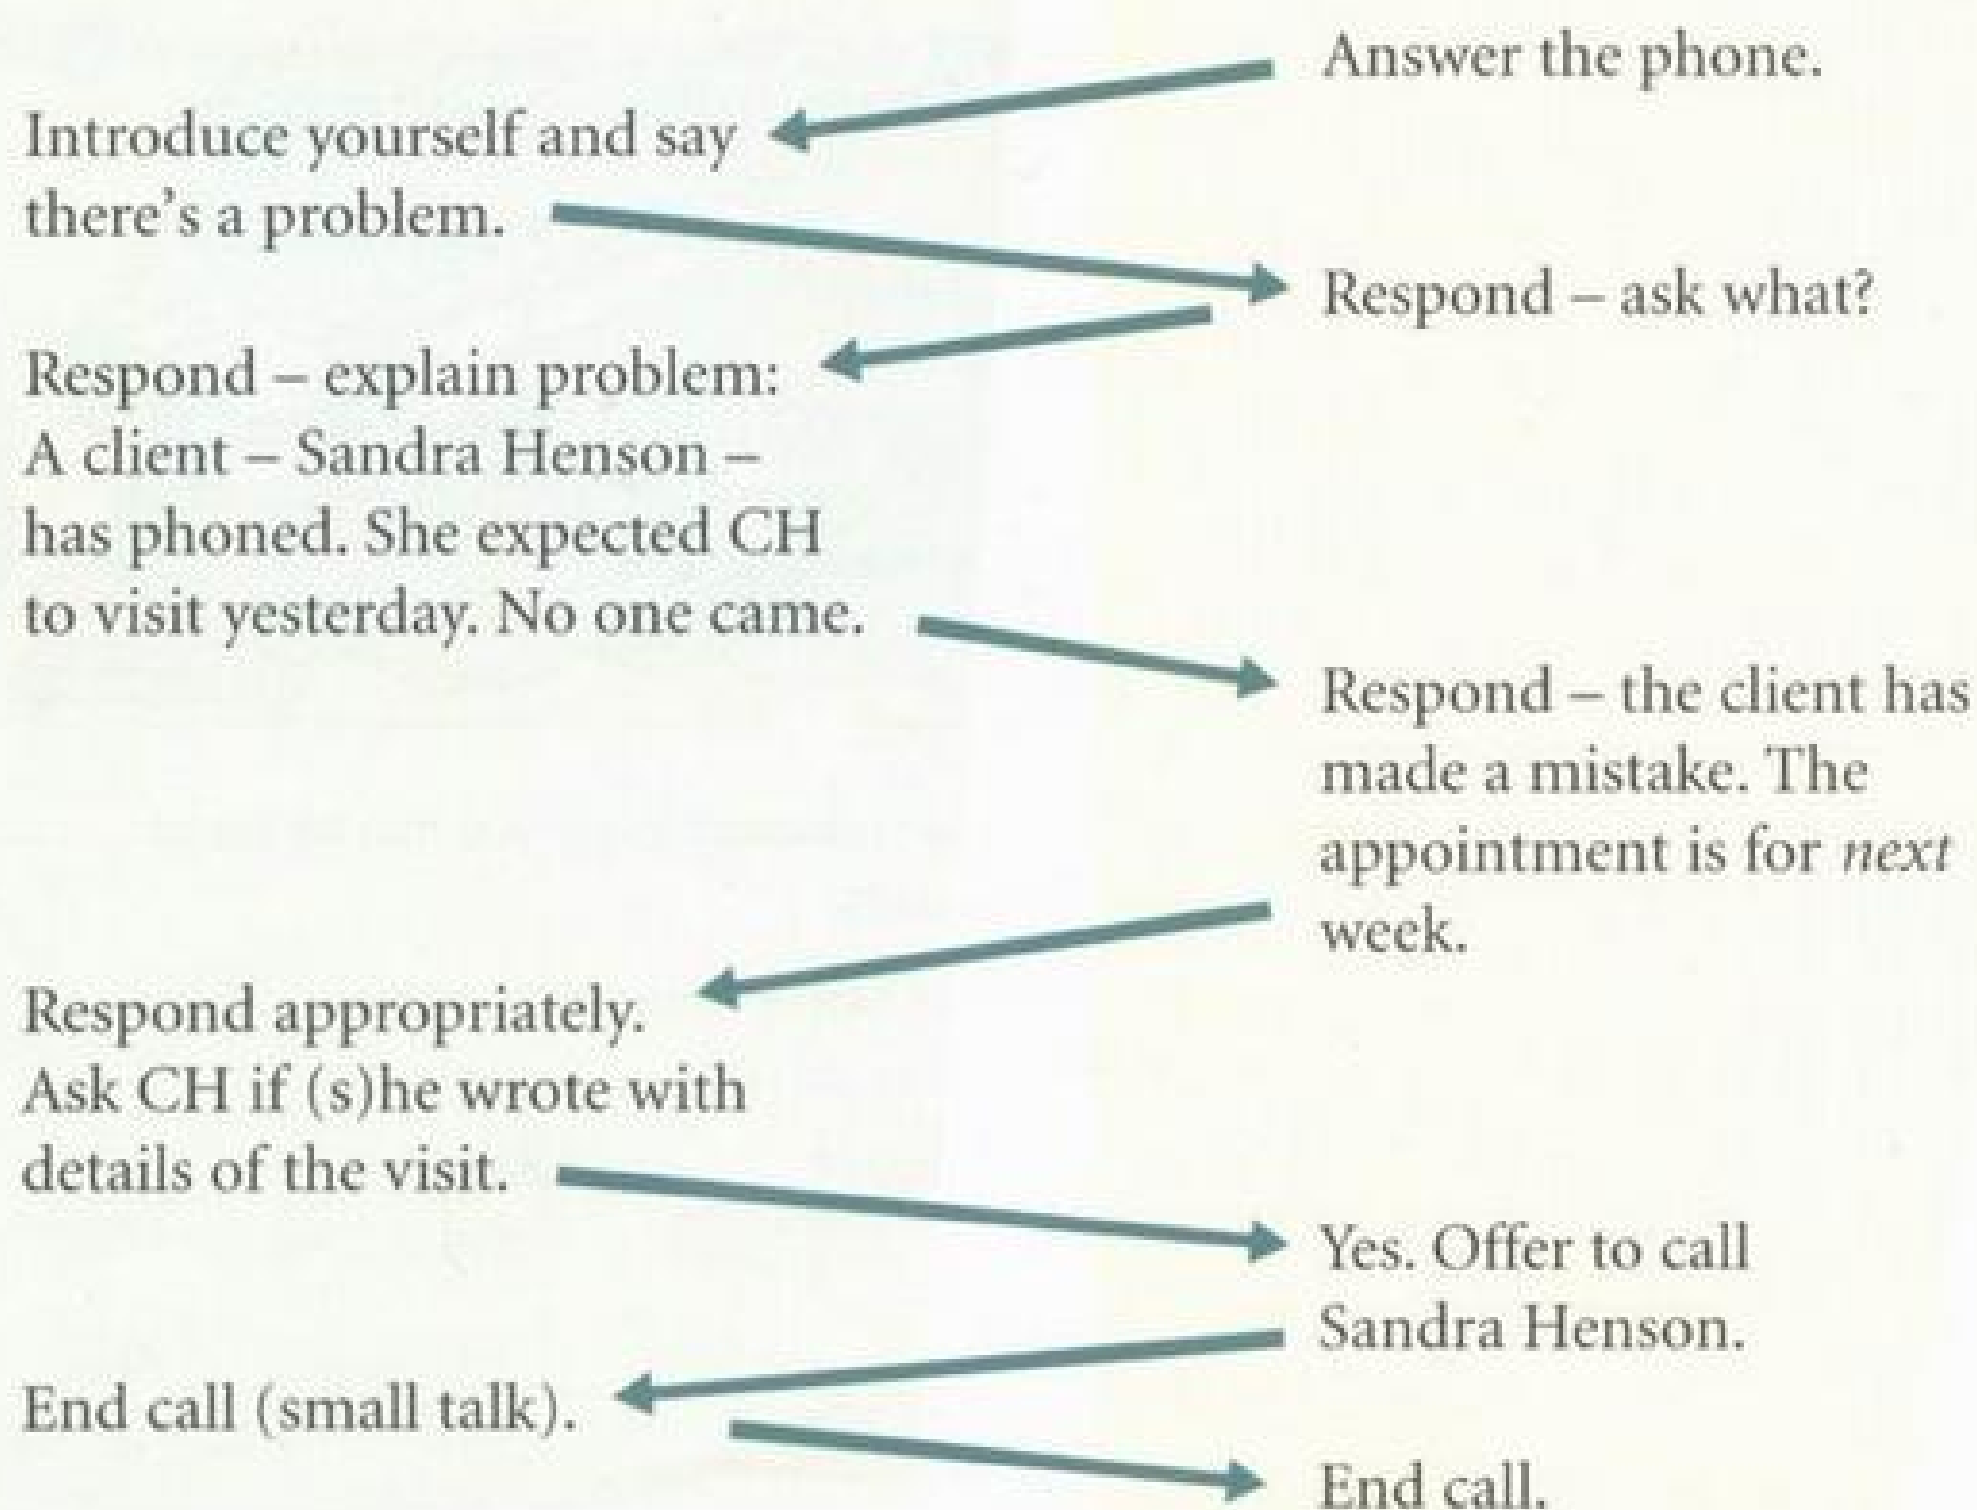 Answer the phone.
Introduce yourself and say
there's a problem.
Respond – ask what?
Respond – explain problem:
A client – Sandra Henson –
has phoned. She expected CH
to visit yesterday. No one came.
Respond – the client has
made a mistake. The
appointment is for next
week.
Respond appropriately.
Ask CH if (s)he wrote with
details of the visit.
Yes. Offer to call
Sandra Henson.
End call (small talk).
End call.